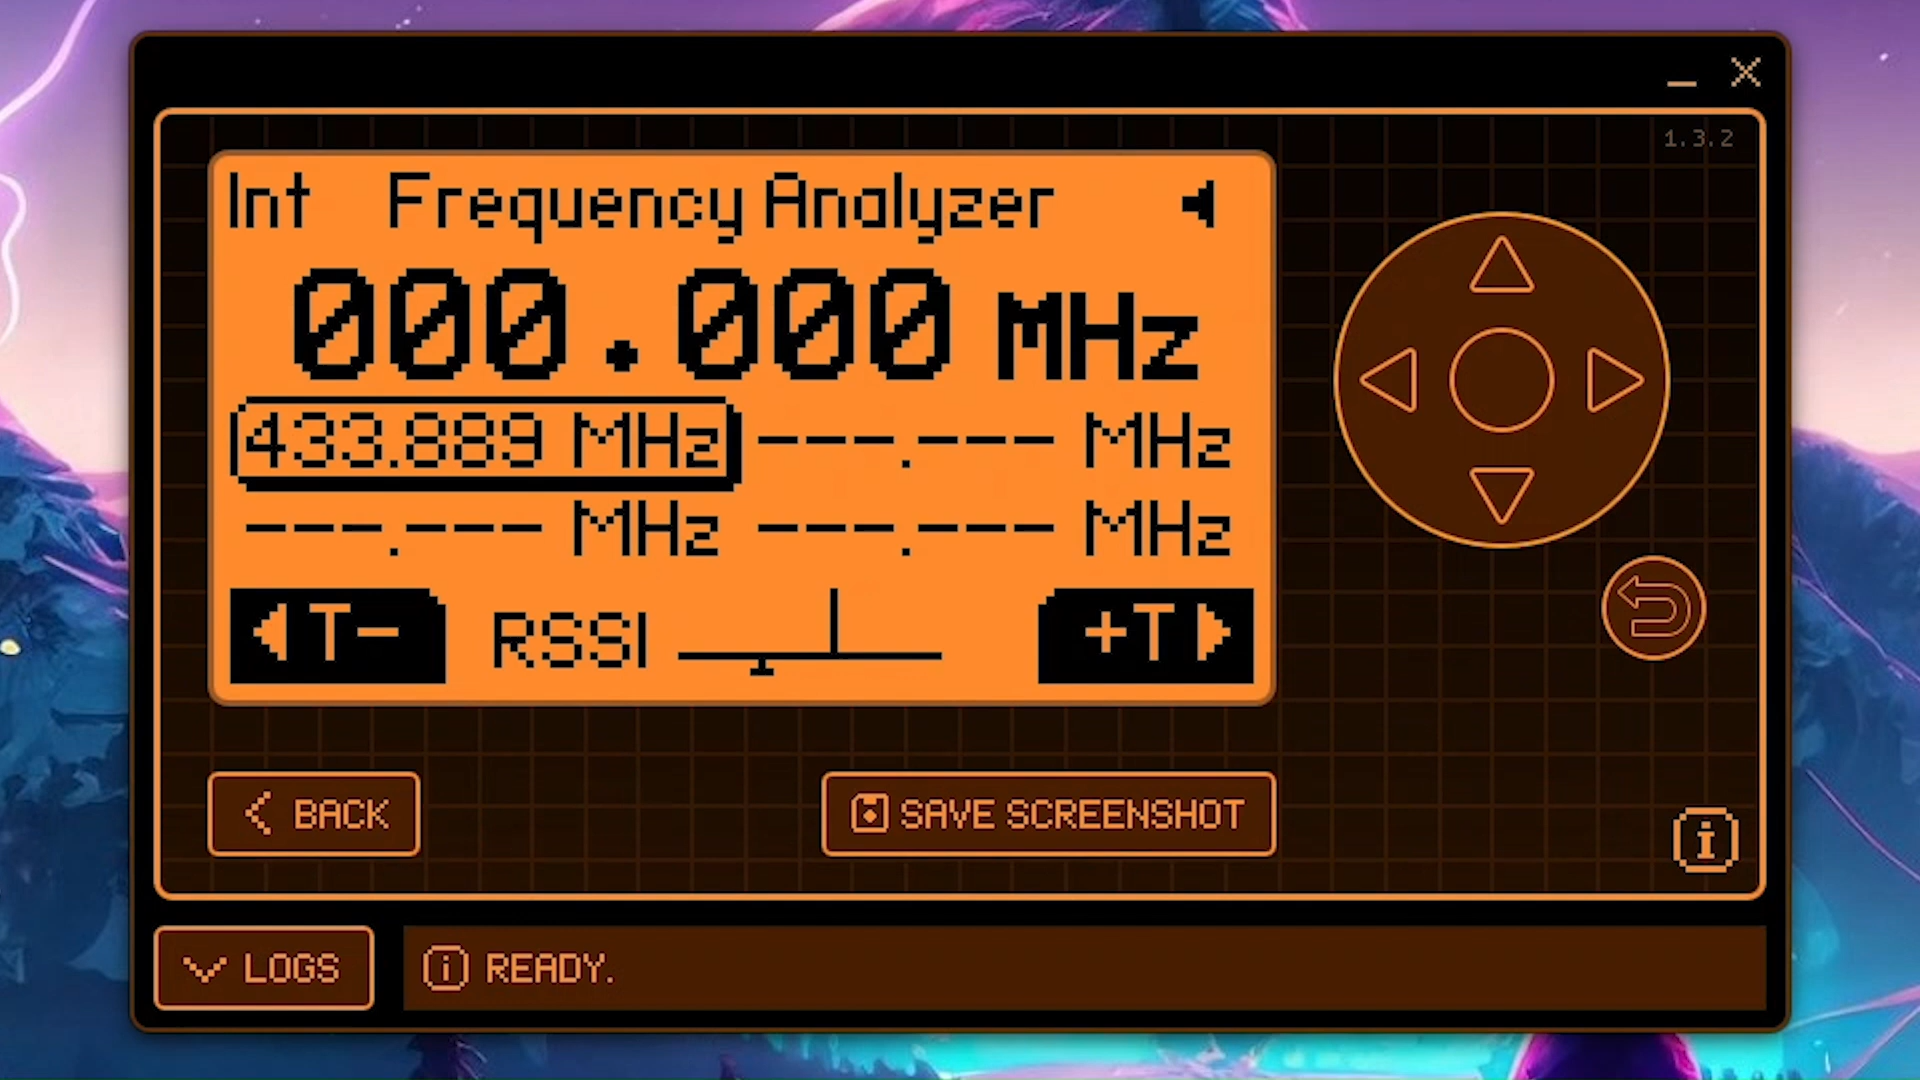 1.3.2
Int Frequency Analyzer
000.000 MHz
433.889 MHz ---.--- MHz
---.--- MHz ---.--- MHz
T- RSSI +T
BACK SAVE SCREENSHOT
LOGS READY.